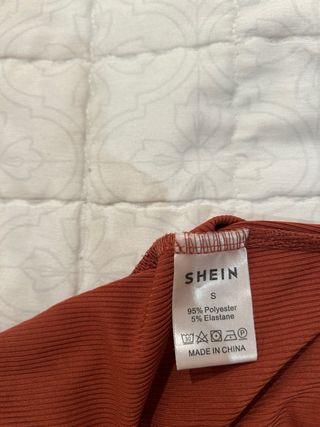 SHEIN
S
95% Polyester
5% Elastane
MADE IN CHINA